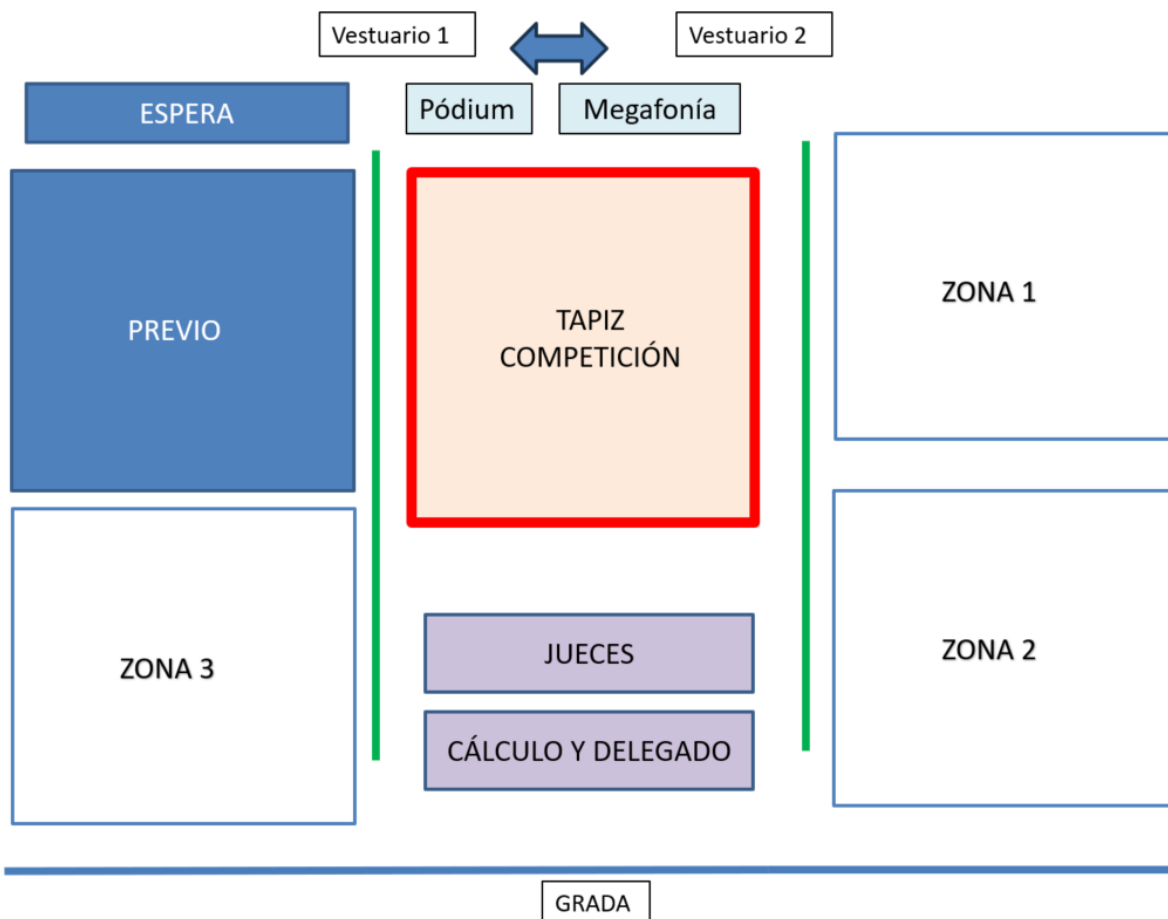 Vestuario 1
Vestuario 2
ESPERA
Pódium
Megafonía
PREVIO
TAPIZ
COMPETICIÓN
ZONA 1
ZONA 3
JUECES
ZONA 2
CÁLCULO Y DELEGADO
GRADA